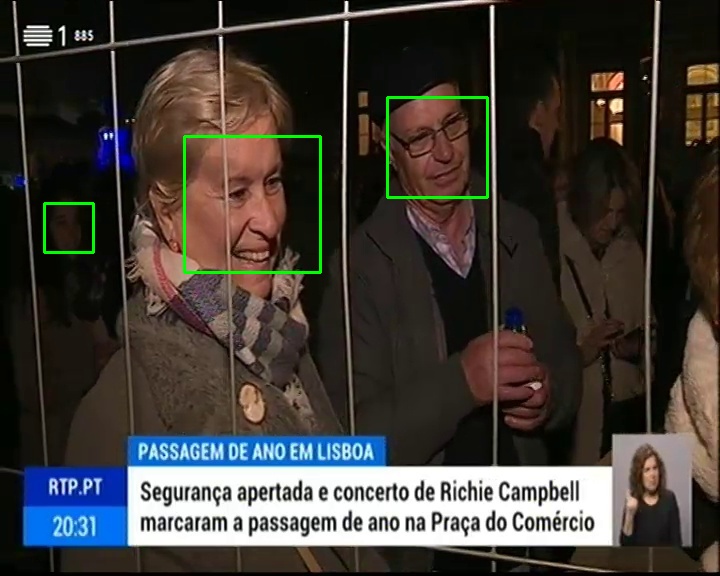 1 885
PASSAGEM DE ANO EM LISBOA
RTP.PT
20:31
Segurança apertada e concerto de Richie Campbell
marcaram a passagem de ano na Praça do Comércio